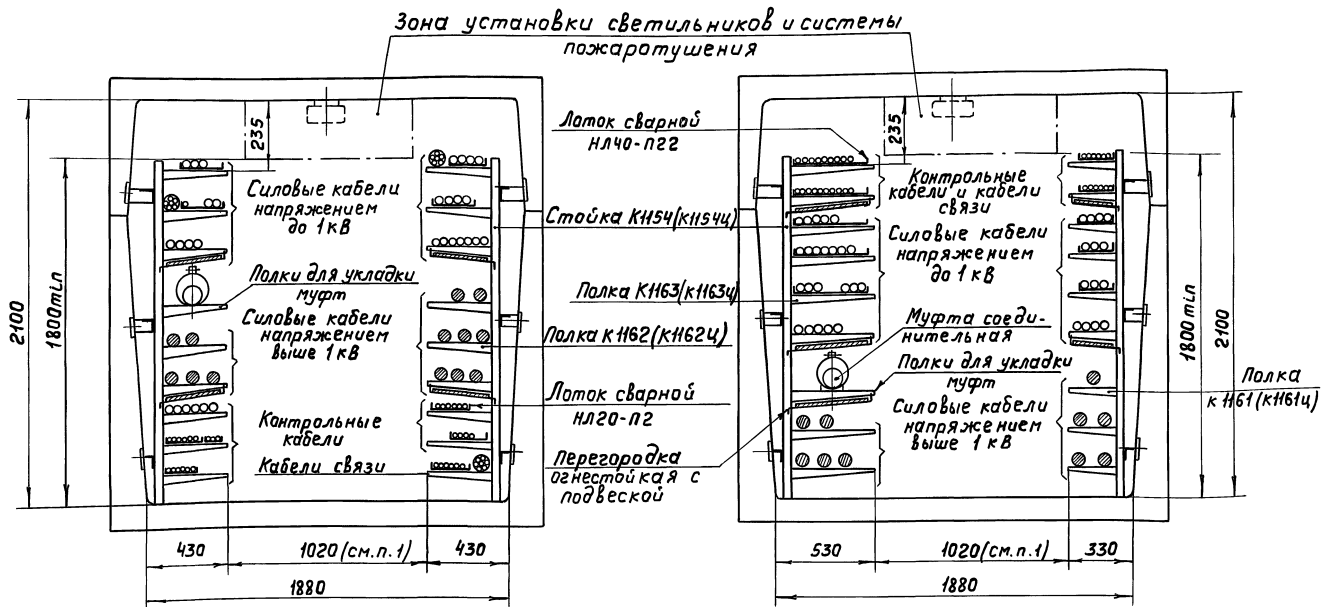 Зона установки светильников и системы
пожаротушения
235
Лоток сварной
НЛ40-П22
235
Силовые кабели
напряжением
до 1 кВ
Контрольные
кабели и кабели
связи
Стойка К1154(К1154ц)
Силовые кабели
напряжением
до 1 кВ
Полки для укладки
муфт
Полка К1163(К1163ц)
2100
1800min
Силовые кабели
напряжением
выше 1 кВ
Полка К1162(К1162ц)
Муфта соеди-
нительная
1800min
2100
Полки для укладки
муфт
Полка
К1161(К1161ц)
Лоток сварной
НЛ20-П2
Контрольные
кабели
Силовые кабели
напряжением
выше 1 кВ
Кабели связи
Перегородка
огнестойкая с
подвеской
430
1020(см.п.1)
430
1880
530
1020(см.п.1)
330
1880